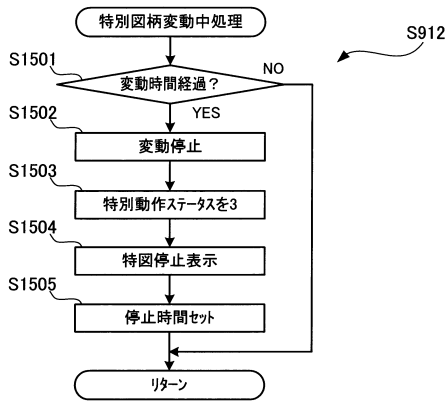 特別図柄変動中処理
S912
S1501
変動時間経過？
NO
YES
S1502
変動停止
S1503
特別動作ｽﾃｰﾀｽを3
S1504
特図停止表示
S1505
停止時間ｾｯﾄ
ﾘﾀｰﾝ